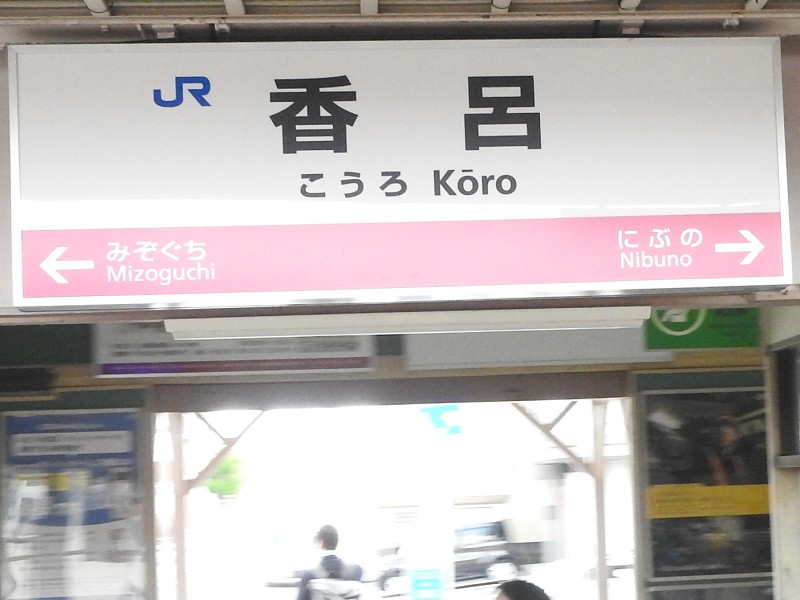 JR 香呂
こうろ Kōro
みぞぐち
Mizoguchi
にぶの
Nibuno